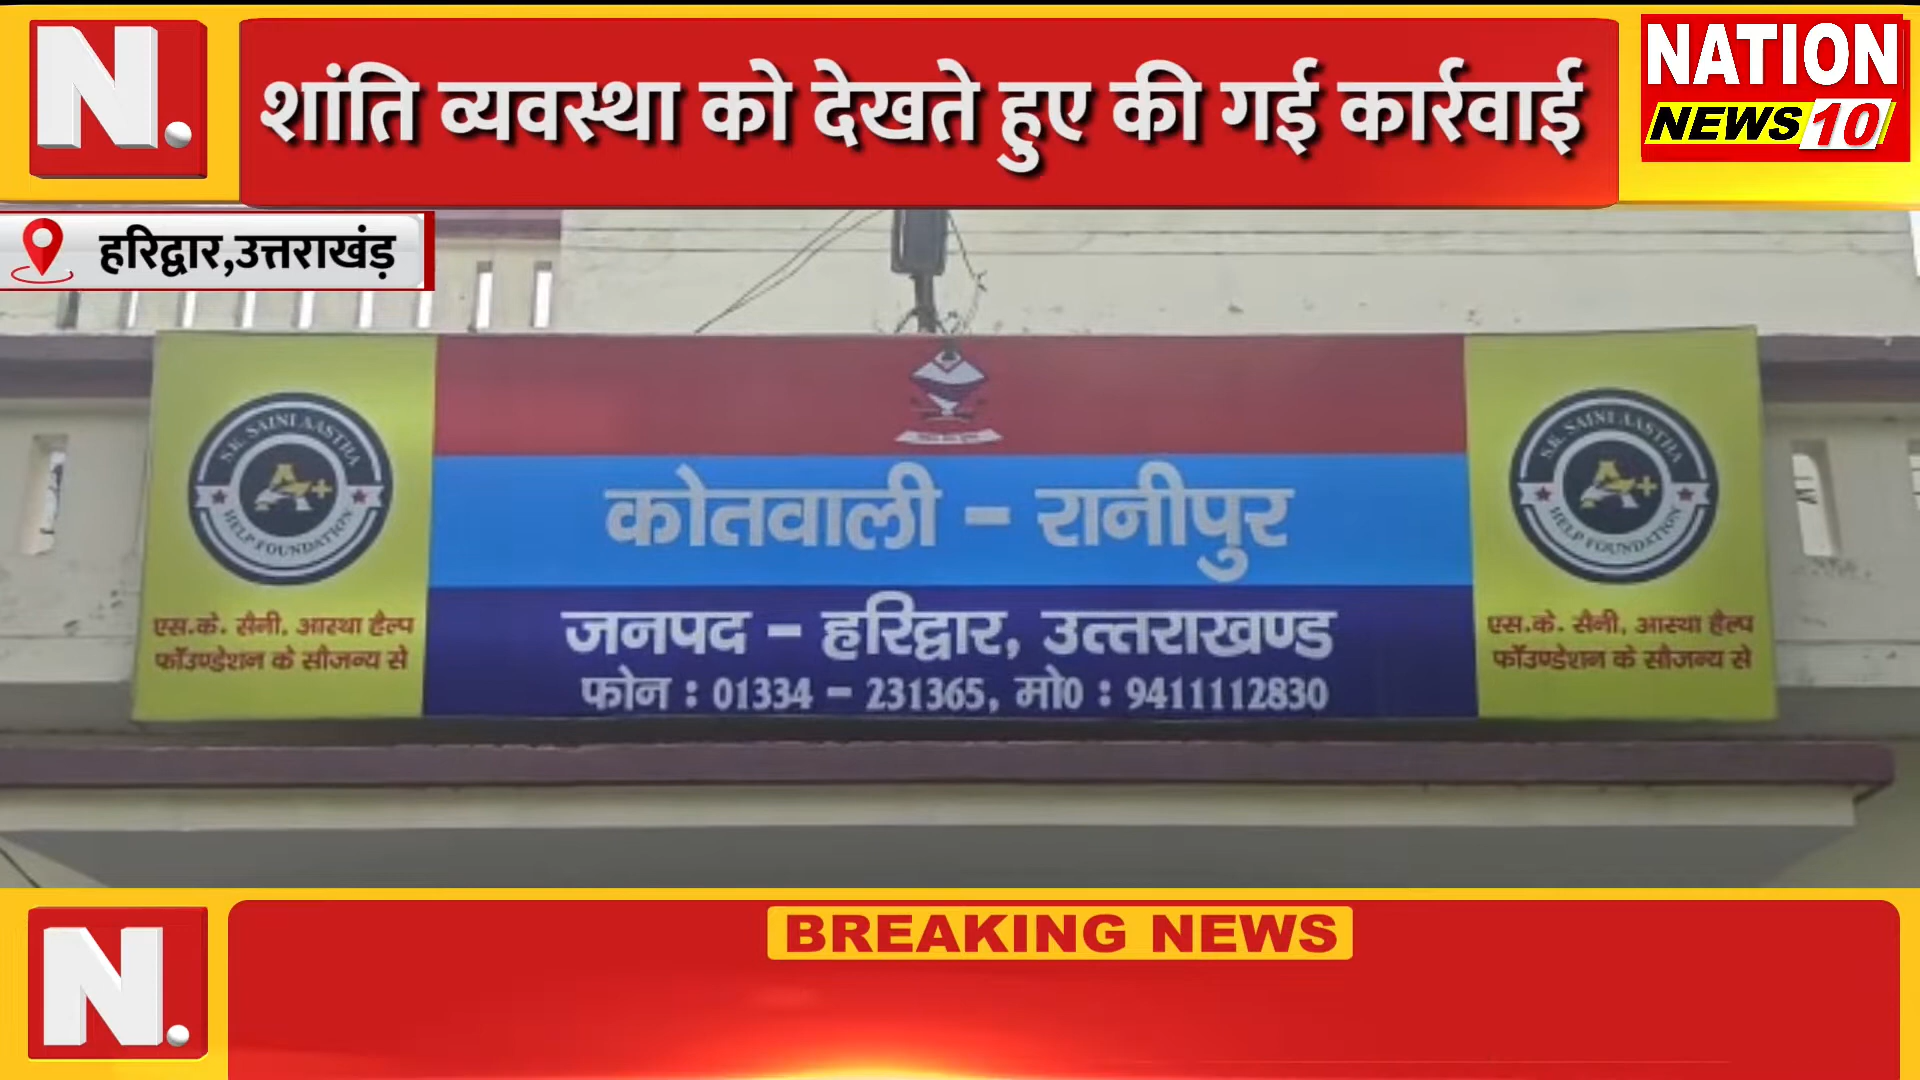 N.
शांति व्यवस्था को देखते हुए की गई कार्रवाई
NATION
NEWS 10
हरिद्वार,उत्तराखंड़
S.K. SAINI AASTHA
A+
HELP FOUNDATION
एस.के. सैनी, आस्था हैल्प
फॉउण्डेशन के सौजन्य से
कोतवाली - रानीपुर
जनपद - हरिद्वार, उत्तराखण्ड
फोन : 01334 - 231365, मो0 : 9411112830
S.K. SAINI AASTHA
A+
HELP FOUNDATION
एस.के. सैनी, आस्था हैल्प
फॉउण्डेशन के सौजन्य से
N.
BREAKING NEWS